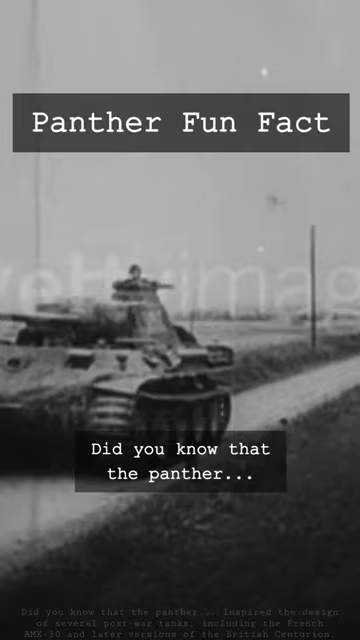 Panther Fun Fact
Did you know that
the panther...
Did you know that the panther... Inspired the design
of several post-war tanks, including the French
AMX-30 and later versions of the British Centurion.